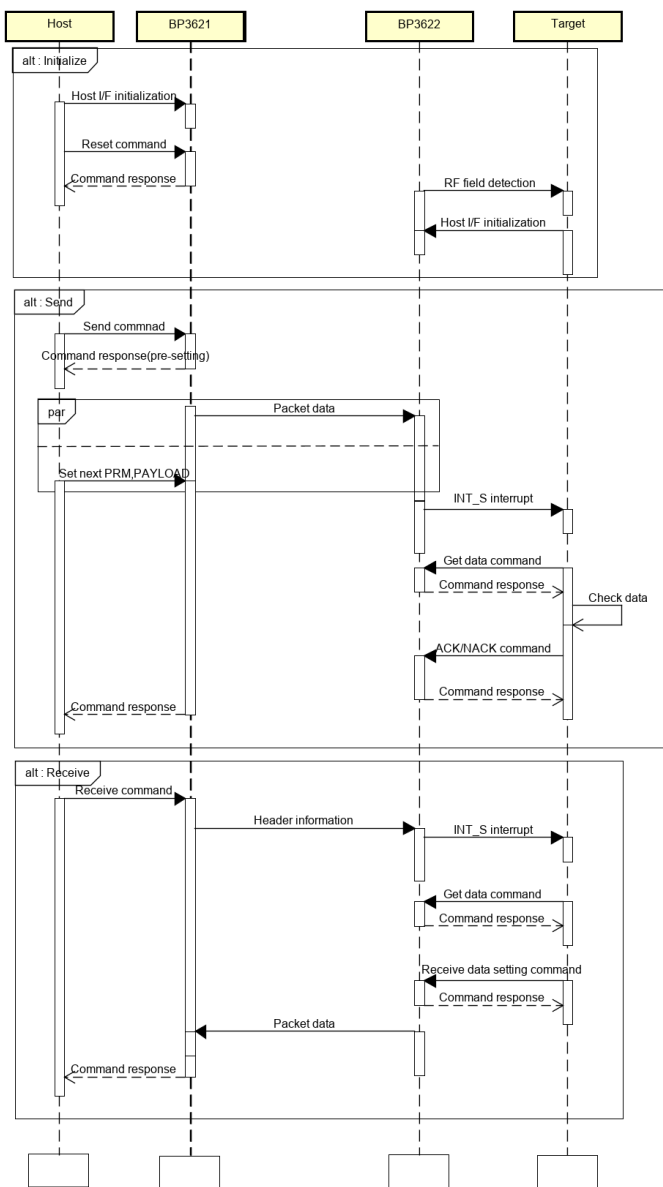 Host
BP3621
BP3622
Target
alt : Initialize
Host I/F initialization
Reset command
Command response
RF field detection
Host I/F initialization
alt : Send
Send commnad
Command response(pre-setting)
par
Packet data
Set next PRM,PAYLOAD
INT_S interrupt
Get data command
Command response
Check data
ACK/NACK command
Command response
Command response
alt : Receive
Receive command
Header information
INT_S interrupt
Get data command
Command response
Receive data setting command
Command response
Packet data
Command response